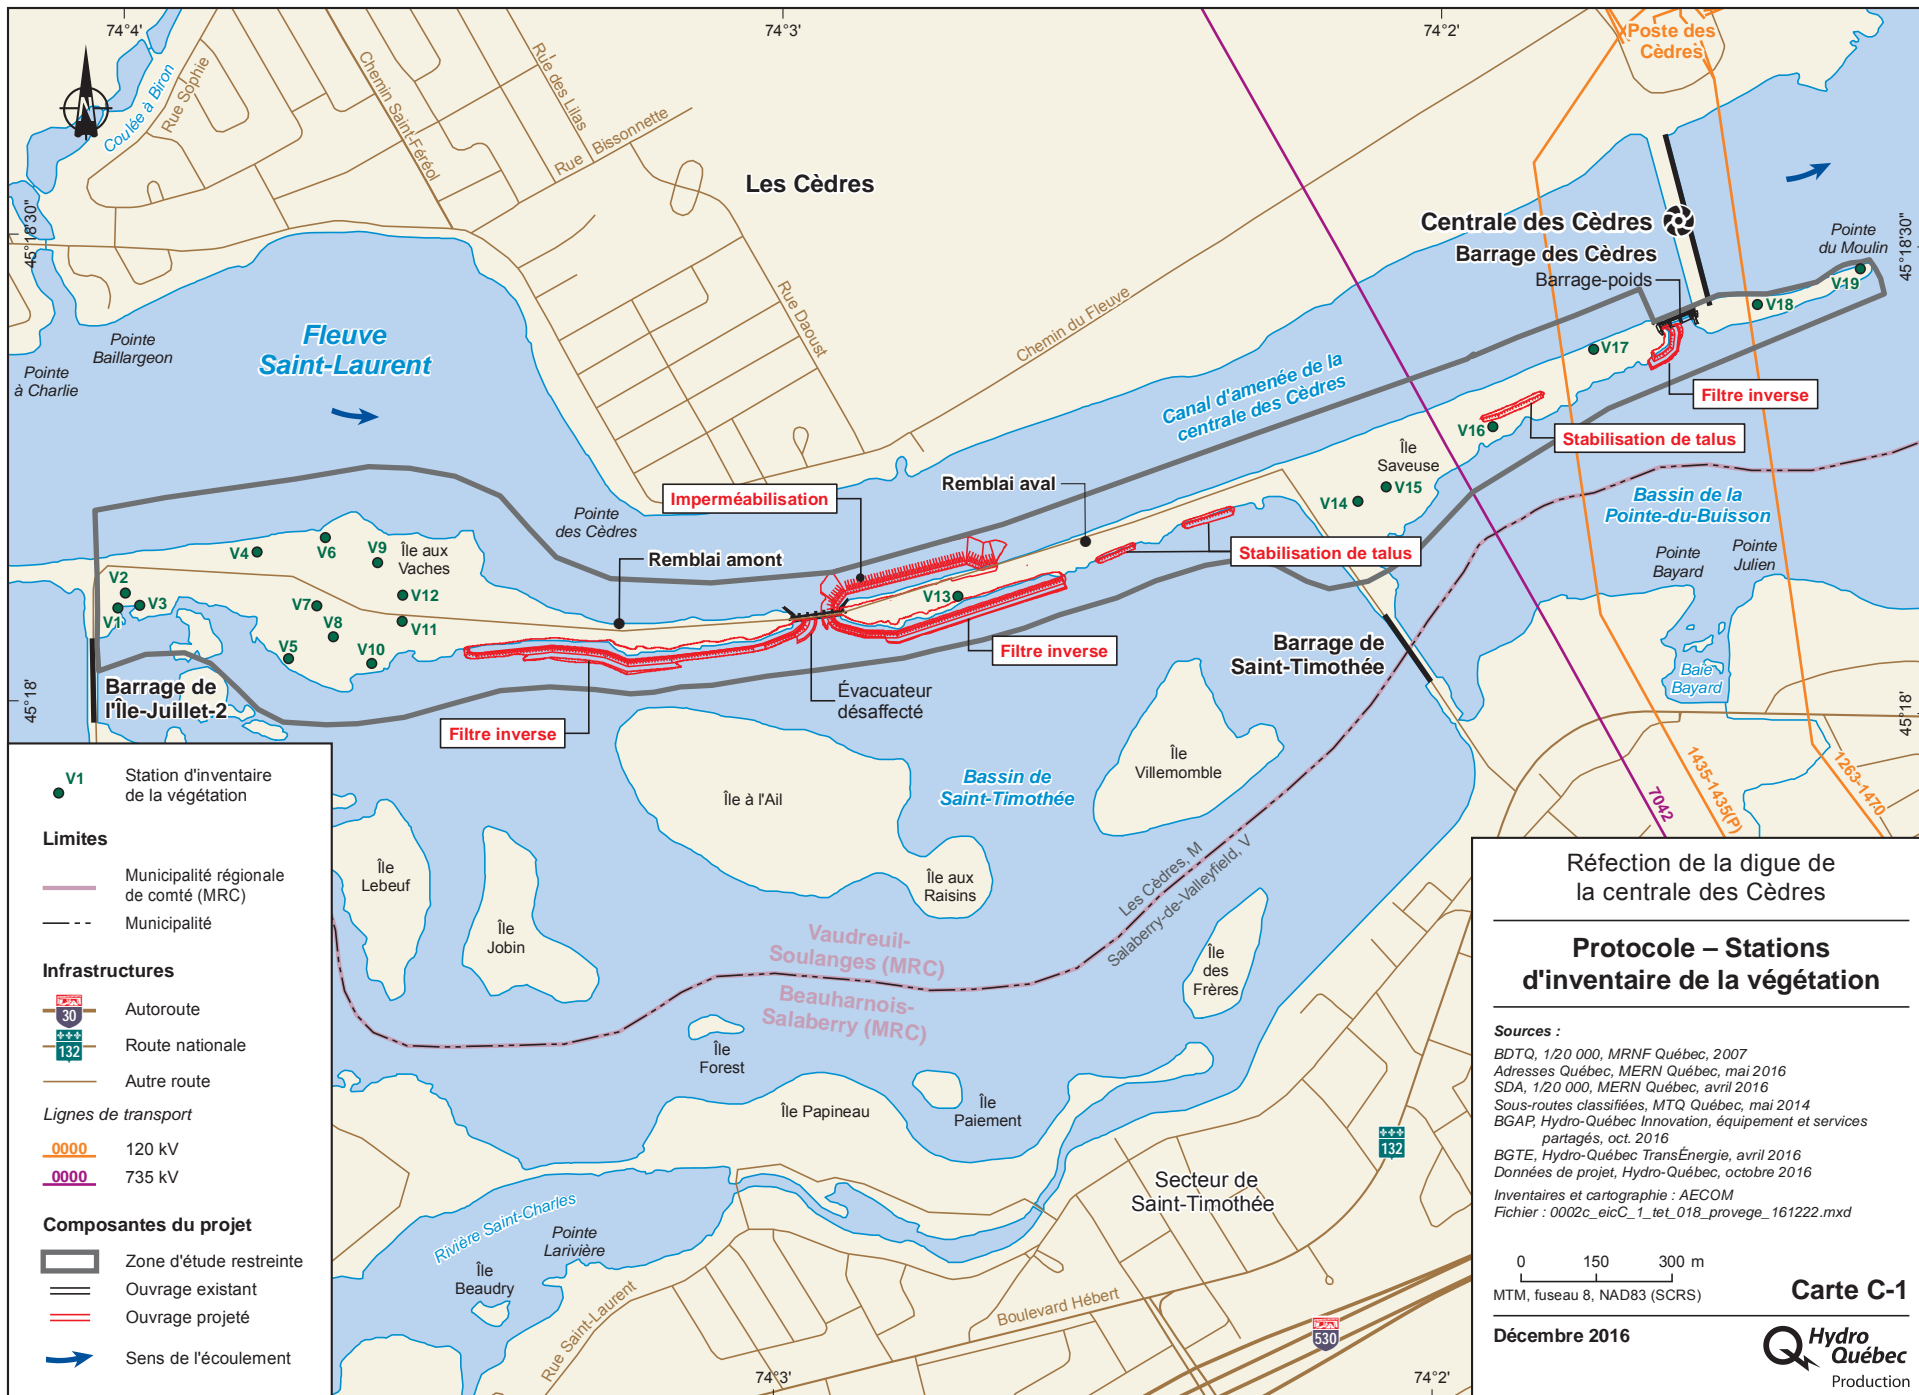 74°4'
74°3'
74°2'
Poste des
Cèdres
Coulée à Biron
Rue Sophie
Chemin Saint-Féréol
Rue des Lilas
Rue Bissonnette
Les Cèdres
45°18'30"
45°18'30"
Centrale des Cèdres
Barrage des Cèdres
Barrage-poids
Pointe
du Moulin
V19
V18
V17
Rue Daoust
Chemin du Fleuve
Fleuve
Saint-Laurent
Pointe
Baillargeon
Pointe
à Charlie
Canal d'amenée de la
centrale des Cèdres
Filtre inverse
Stabilisation de talus
V16
Île
Saveuse
V15
V14
Bassin de la
Pointe-du-Buisson
Imperméabilisation
Remblai aval
Pointe
des Cèdres
Remblai amont
Stabilisation de talus
Pointe
Bayard
Pointe
Julien
V4
V6
V9
Île aux
Vaches
V2
V1
V3
V7
V12
V8
V11
V5
V10
V13
Filtre inverse
Barrage de
Saint-Timothée
Baie
Bayard
45°18'
45°18'
Barrage de
l'Île-Juillet-2
Évacuateur
désaffecté
Filtre inverse
Île
Villemomble
Île à l'Ail
Bassin de
Saint-Timothée
7042
1435-1435(P)
1263-1470
Île
Lebeuf
Île aux
Raisins
Île
Jobin
Les Cèdres, M
Salaberry-de-Valleyfield, V
Île
des
Frères
Vaudreuil-
Soulanges (MRC)
Beauharnois-
Salaberry (MRC)
Île
Forest
Île Papineau
Île
Paiement
132
Secteur de
Saint-Timothée
Rivière Saint-Charles
Pointe
Larivière
Île
Beaudry
Rue Saint-Laurent
Boulevard Hébert
530
74°3'
74°2'
V1
Station d'inventaire
de la végétation
Limites
Municipalité régionale
de comté (MRC)
Municipalité
Infrastructures
30
Autoroute
132
Route nationale
Autre route
Lignes de transport
0000
120 kV
0000
735 kV
Composantes du projet
Zone d'étude restreinte
Ouvrage existant
Ouvrage projeté
Sens de l'écoulement
Réfection de la digue de
la centrale des Cèdres
Protocole – Stations
d'inventaire de la végétation
Sources :
BDTQ, 1/20 000, MRNF Québec, 2007
Adresses Québec, MERN Québec, mai 2016
SDA, 1/20 000, MERN Québec, avril 2016
Sous-routes classifiées, MTQ Québec, mai 2014
BGAP, Hydro-Québec Innovation, équipement et services
partagés, oct. 2016
BGTE, Hydro-Québec TransÉnergie, avril 2016
Données de projet, Hydro-Québec, octobre 2016
Inventaires et cartographie : AECOM
Fichier : 0002c_eicC_1_tet_018_provege_161222.mxd
0 150 300 m
MTM, fuseau 8, NAD83 (SCRS)
Carte C-1
Décembre 2016
Hydro
Québec
Production